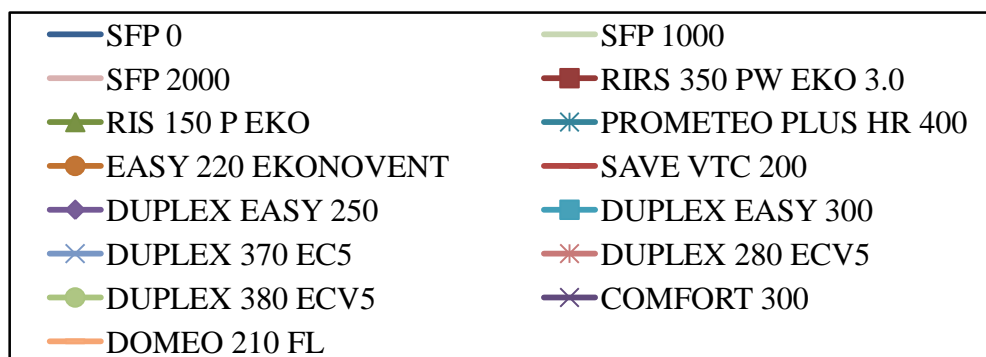 SFP 0
SFP 1000
SFP 2000
RIRS 350 PW EKO 3.0
RIS 150 P EKO
PROMETEO PLUS HR 400
EASY 220 EKONOVENT
SAVE VTC 200
DUPLEX EASY 250
DUPLEX EASY 300
DUPLEX 370 EC5
DUPLEX 280 ECV5
DUPLEX 380 ECV5
COMFORT 300
DOMEO 210 FL